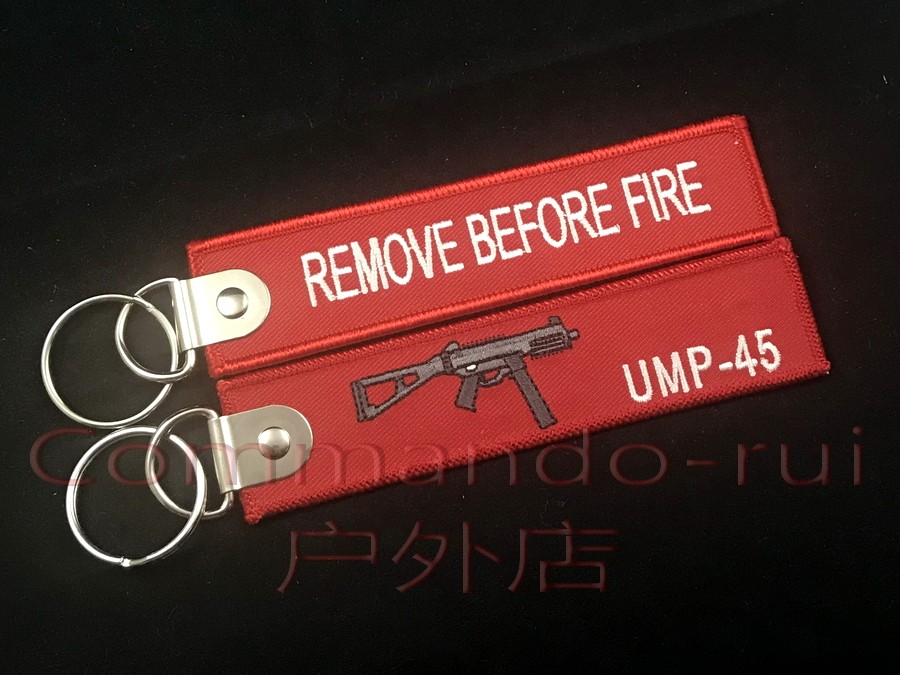 REMOVE BEFORE FIRE
UMP-45
Commando-rui
户外店